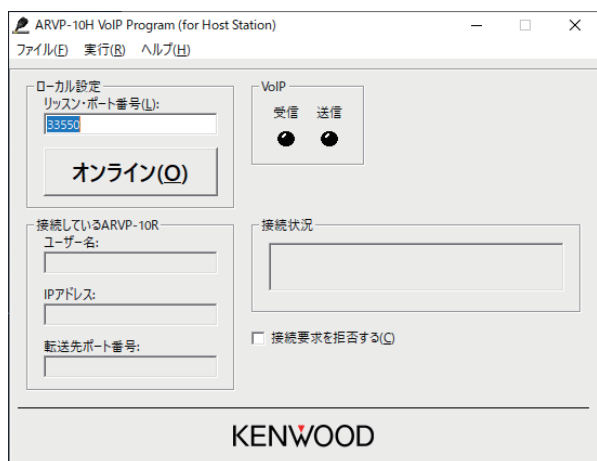 ARVP-10H VoIP Program (for Host Station)
ファイル(F) 実行(R) ヘルプ(H)
ローカル設定
リッスン・ポート番号(L):
33550
オンライン(O)
VoIP
受信 送信
接続しているARVP-10R
ユーザー名:
IPアドレス:
転送先ポート番号:
接続状況
接続要求を拒否する(C)
KENWOOD